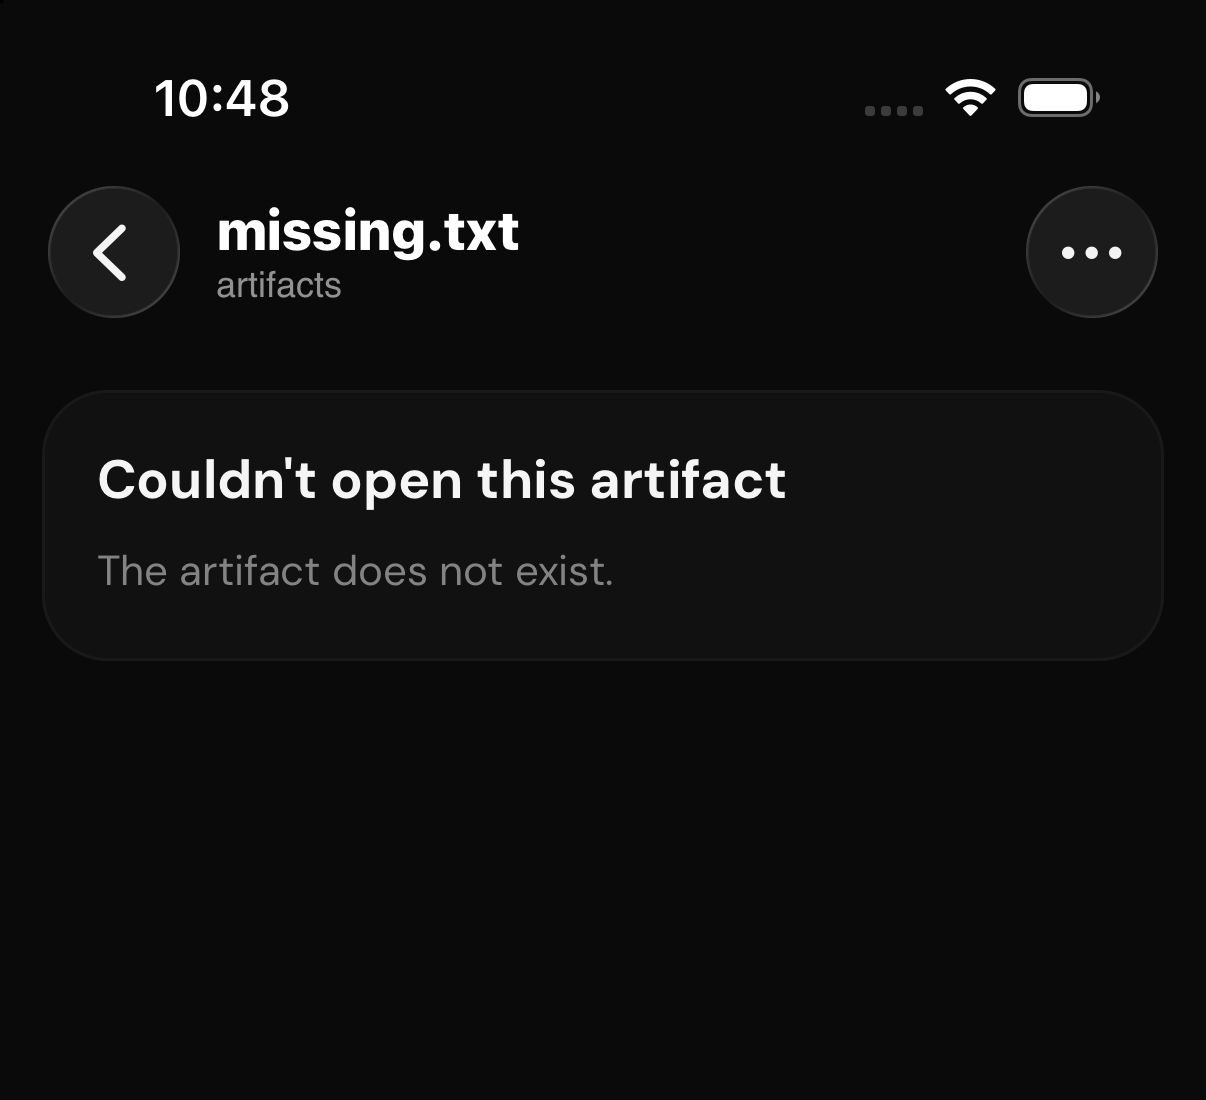 10:48
missing.txt
artifacts
Couldn't open this artifact
The artifact does not exist.